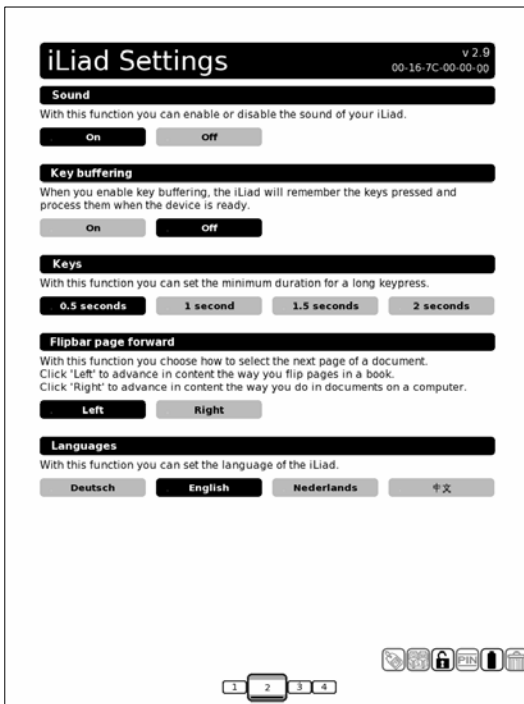 iLiad Settings
v 2.9
00-16-7C-00-00-00
Sound
With this function you can enable or disable the sound of your iLiad.
On Off
Key buffering
When you enable key buffering, the iLiad will remember the keys pressed and
process them when the device is ready.
On Off
Keys
With this function you can set the minimum duration for a long keypress.
0.5 seconds 1 second 1.5 seconds 2 seconds
Flipbar page forward
With this function you choose how to select the next page of a document.
Click 'Left' to advance in content the way you flip pages in a book.
Click 'Right' to advance in content the way you do in documents on a computer.
Left Right
Languages
With this function you can set the language of the iLiad.
Deutsch English Nederlands 中文
PIN
1 2 3 4